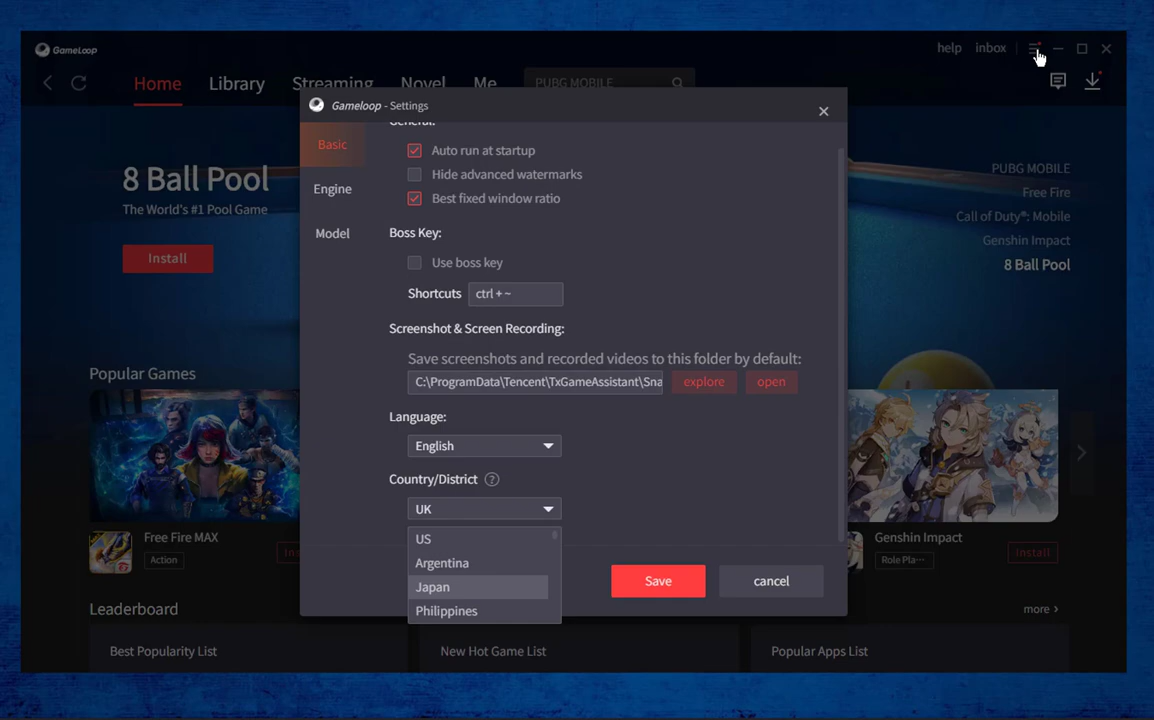 GameLoop
help
inbox
Home
Library
Streaming
Novel
Me
PUBG MOBILE
Gameloop - Settings
Basic
Engine
Model
General:
Auto run at startup
Hide advanced watermarks
Best fixed window ratio
Boss Key:
Use boss key
Shortcuts
ctrl + ~
Screenshot & Screen Recording:
Save screenshots and recorded videos to this folder by default:
C:\ProgramData\Tencent\TxGameAssistant\Sna
explore
open
Language:
English
Country/District
?
UK
US
Argentina
Japan
Philippines
Save
cancel
8 Ball Pool
The World's #1 Pool Game
Install
PUBG MOBILE
Free Fire
Call of Duty®: Mobile
Genshin Impact
8 Ball Pool
Popular Games
Free Fire MAX
Action
Genshin Impact
Role Pla···
Install
Leaderboard
more >
Best Popularity List
New Hot Game List
Popular Apps List